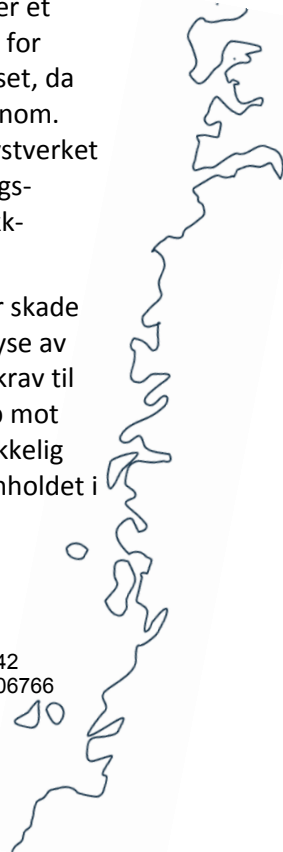 er et
for
set, da
nom.
stverket
gs-
k-
r skade
yse av
krav til
mot
kkelig
nholdet i
42
06766